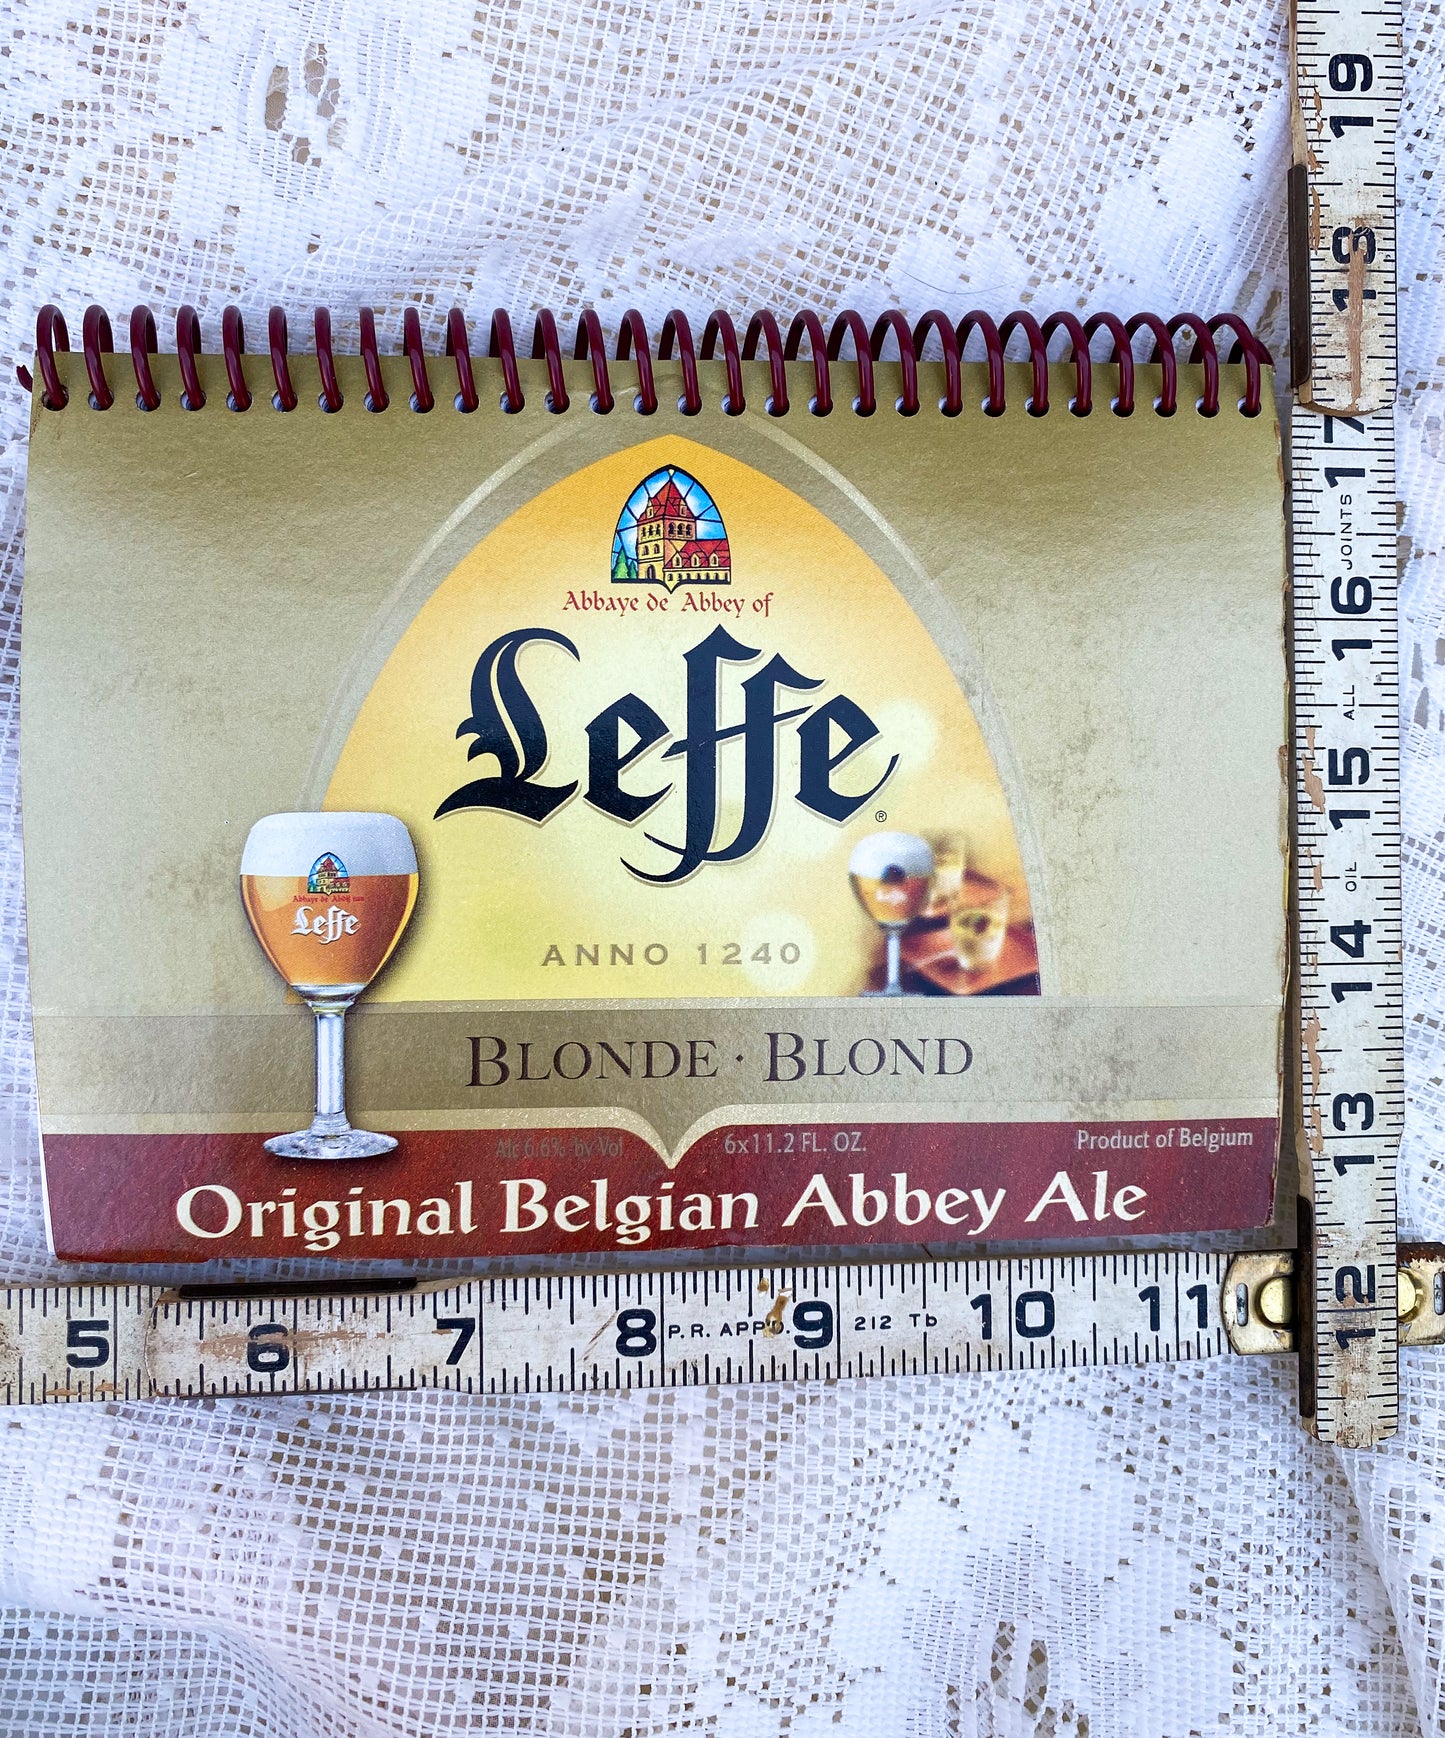 Abbaye de Abbey of
Leffe®
Leffe
ANNO 1240
BLONDE · BLOND
Alc 6.6% by Vol
6x11.2 FL. OZ.
Product of Belgium
Original Belgian Abbey Ale
5 6 7 8 P.R. APPD. 9 212 Tb 10 11
19
18
17
JOINTS
16
ALL
15
OIL
14
13
12